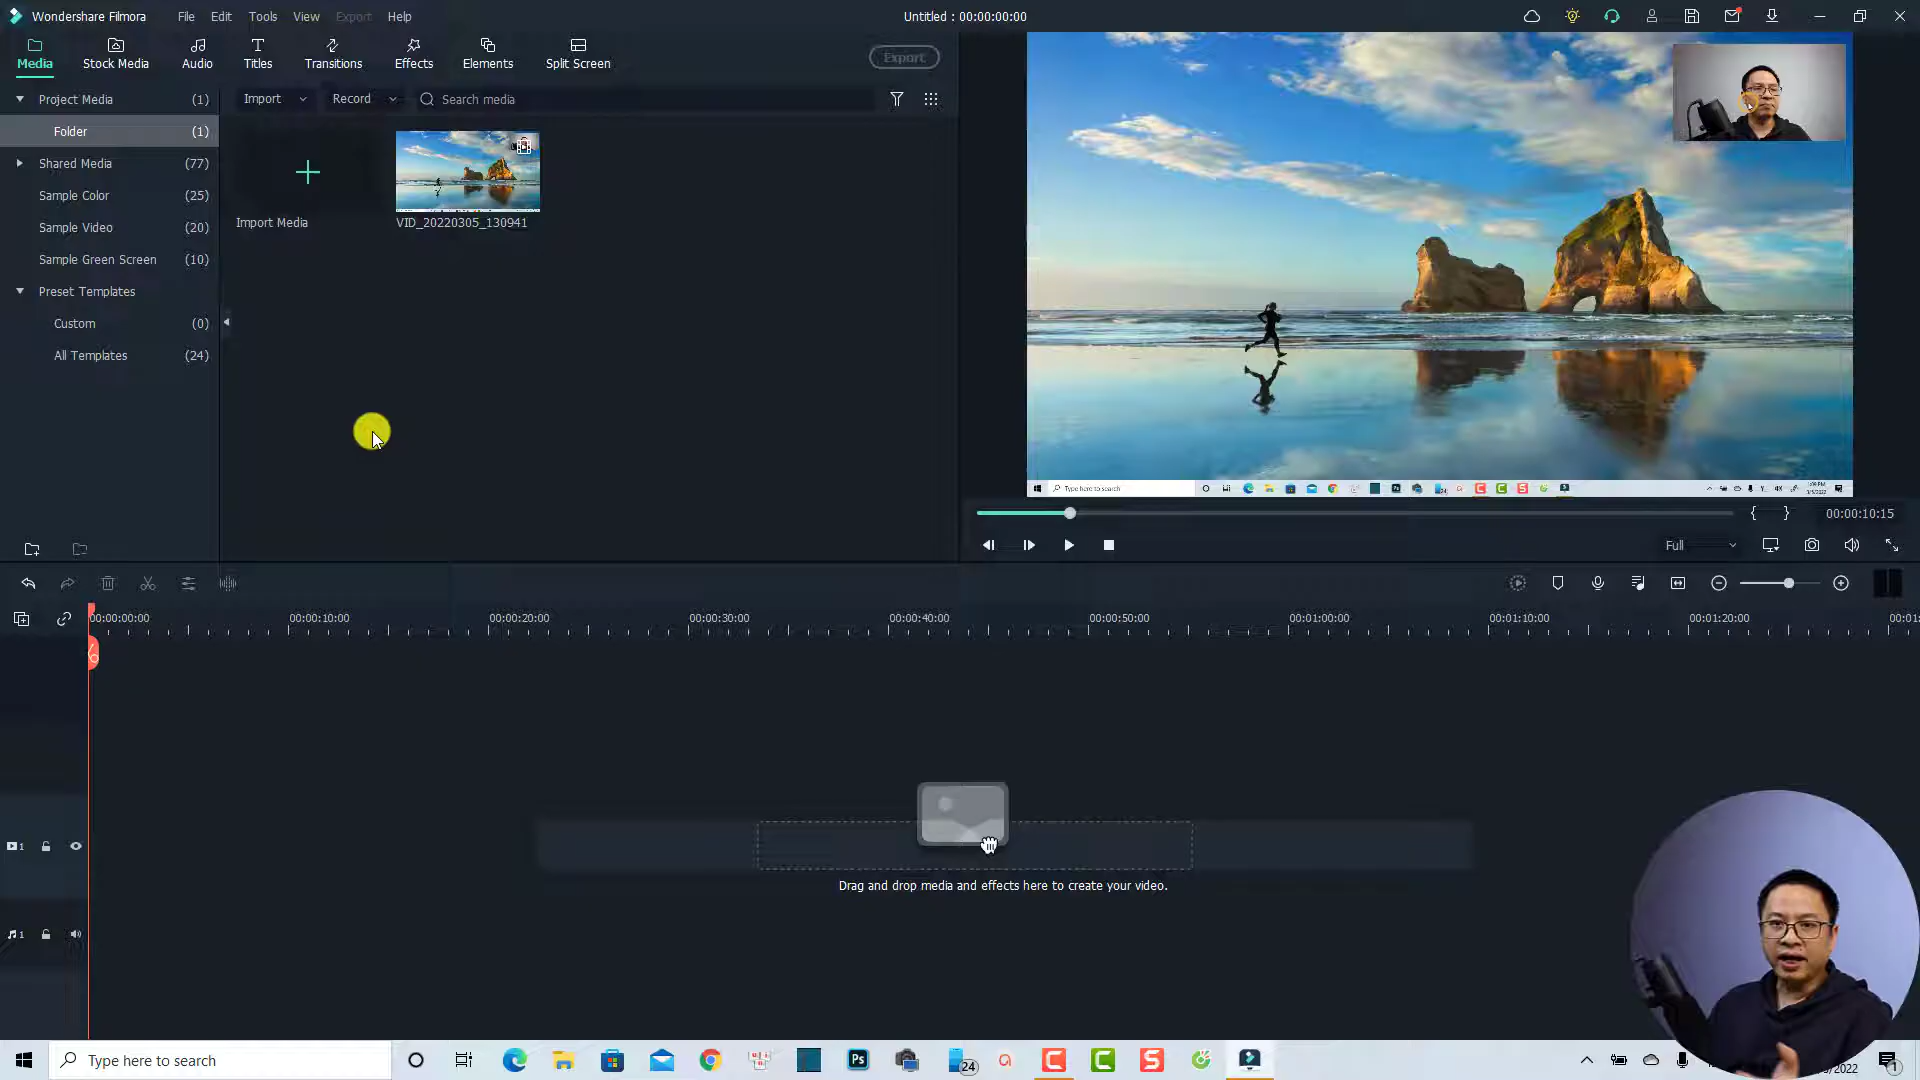 Wondershare Filmora File Edit Tools View Export Help
Untitled : 00:00:00:00
Media Stock Media Audio Titles Transitions Effects Elements Split Screen
Export
Project Media (1)
Folder (1)
Shared Media (77)
Sample Color (25)
Sample Video (20)
Sample Green Screen (10)
Preset Templates
Custom (0)
All Templates (24)
Import Record Search media
Import Media
VID_20220305_130941
Type here to search
{ } 00:00:10:15
Full
00:00:00:00 00:00:10:00 00:00:20:00 00:00:30:00 00:00:40:00 00:00:50:00 00:01:00:00 00:01:10:00 00:01:20:00 00:01:
1
Drag and drop media and effects here to create your video.
1
Type here to search
Ps
24
/2022
1